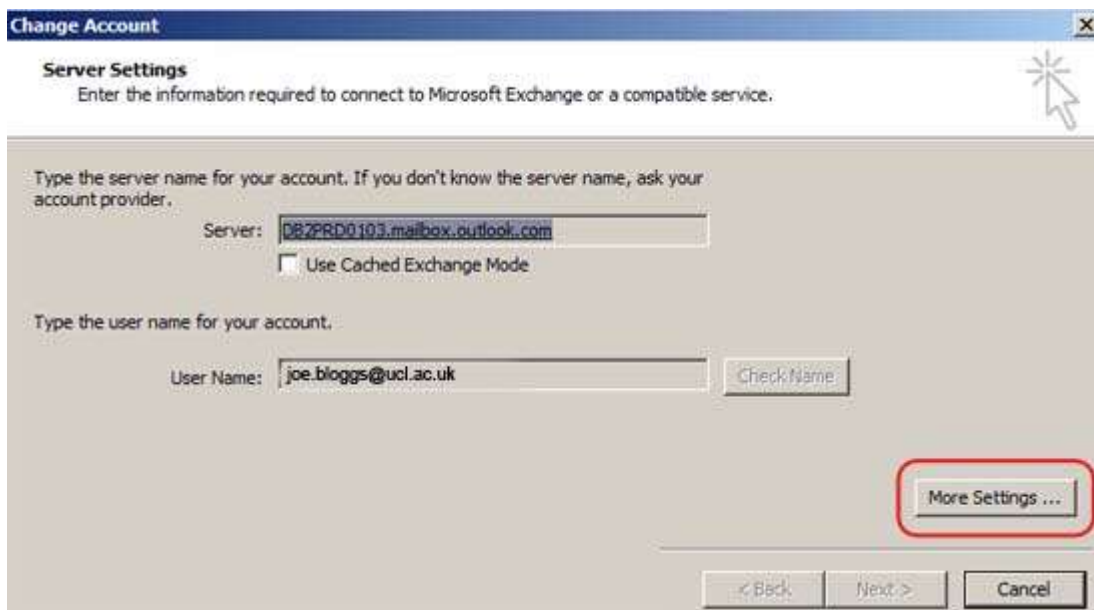 Change Account
Server Settings
Enter the information required to connect to Microsoft Exchange or a compatible service.
Type the server name for your account. If you don't know the server name, ask your
account provider.
Server: DB2PRD0103.mailbox.outlook.com
Use Cached Exchange Mode
Type the user name for your account.
User Name: joe.bloggs@ucl.ac.uk Check Name
More Settings ...
< Back Next > Cancel